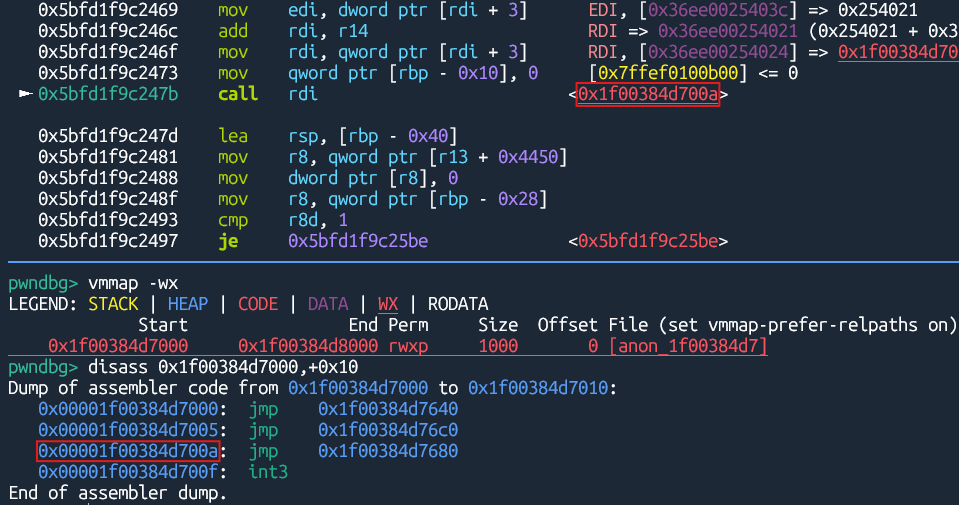 0x5bfd1f9c2469 mov edi, dword ptr [rdi + 3] EDI, [0x36ee0025403c] => 0x254021
0x5bfd1f9c246c add rdi, r14 RDI => 0x36ee00254021 (0x254021 + 0x3
0x5bfd1f9c246f mov rdi, qword ptr [rdi + 3] RDI, [0x36ee00254024] => 0x1f00384d70
0x5bfd1f9c2473 mov qword ptr [rbp - 0x10], 0 [0x7ffef0100b00] <= 0
► 0x5bfd1f9c247b call rdi <0x1f00384d700a>
0x5bfd1f9c247d lea rsp, [rbp - 0x40]
0x5bfd1f9c2481 mov r8, qword ptr [r13 + 0x4450]
0x5bfd1f9c2488 mov dword ptr [r8], 0
0x5bfd1f9c248f mov r8, qword ptr [rbp - 0x28]
0x5bfd1f9c2493 cmp r8d, 1
0x5bfd1f9c2497 je 0x5bfd1f9c25be <0x5bfd1f9c25be>
pwndbg> vmmap -wx
LEGEND: STACK | HEAP | CODE | DATA | WX | RODATA
Start End Perm Size Offset File (set vmmap-prefer-relpaths on)
0x1f00384d7000 0x1f00384d8000 rwxp 1000 0 [anon_1f00384d7]
pwndbg> disass 0x1f00384d7000,+0x10
Dump of assembler code from 0x1f00384d7000 to 0x1f00384d7010:
0x00001f00384d7000: jmp 0x1f00384d7640
0x00001f00384d7005: jmp 0x1f00384d76c0
0x00001f00384d700a: jmp 0x1f00384d7680
0x00001f00384d700f: int3
End of assembler dump.